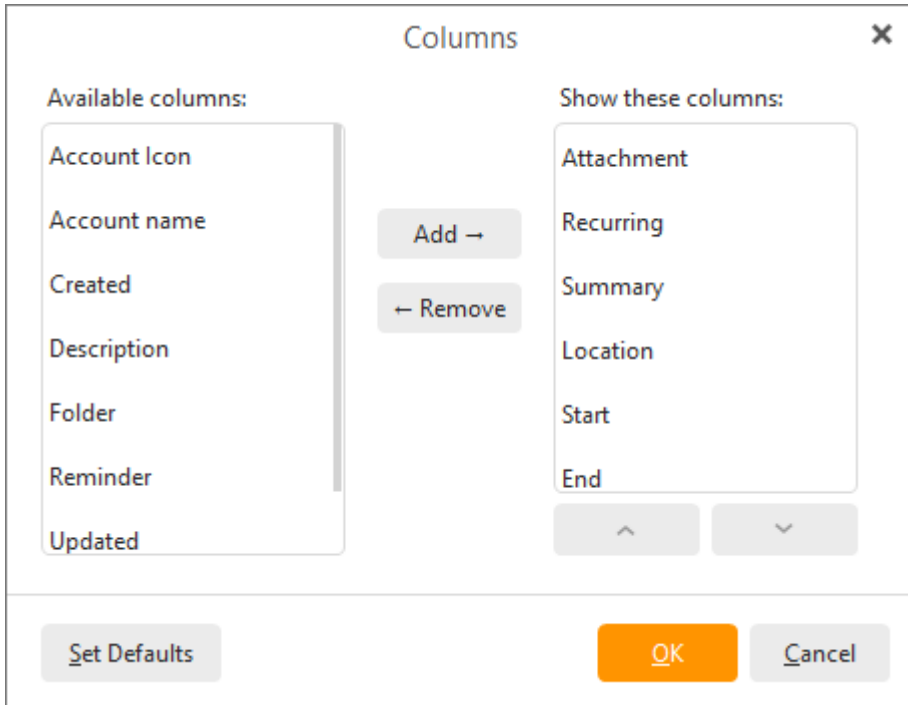 Columns
Available columns:
Account Icon
Account name
Created
Description
Folder
Reminder
Updated
Add →
← Remove
Show these columns:
Attachment
Recurring
Summary
Location
Start
End
Set Defaults
OK
Cancel